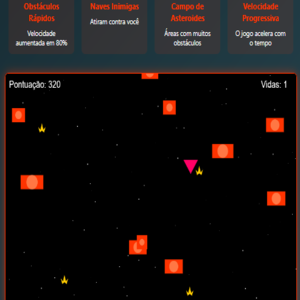 Obstáculos Rápidos
Velocidade aumentada em 80%
Naves Inimigas
Atiram contra você
Campo de Asteroides
Áreas com muitos obstáculos
Velocidade Progressiva
O jogo acelera com o tempo
Pontuação: 320
Vidas: 1